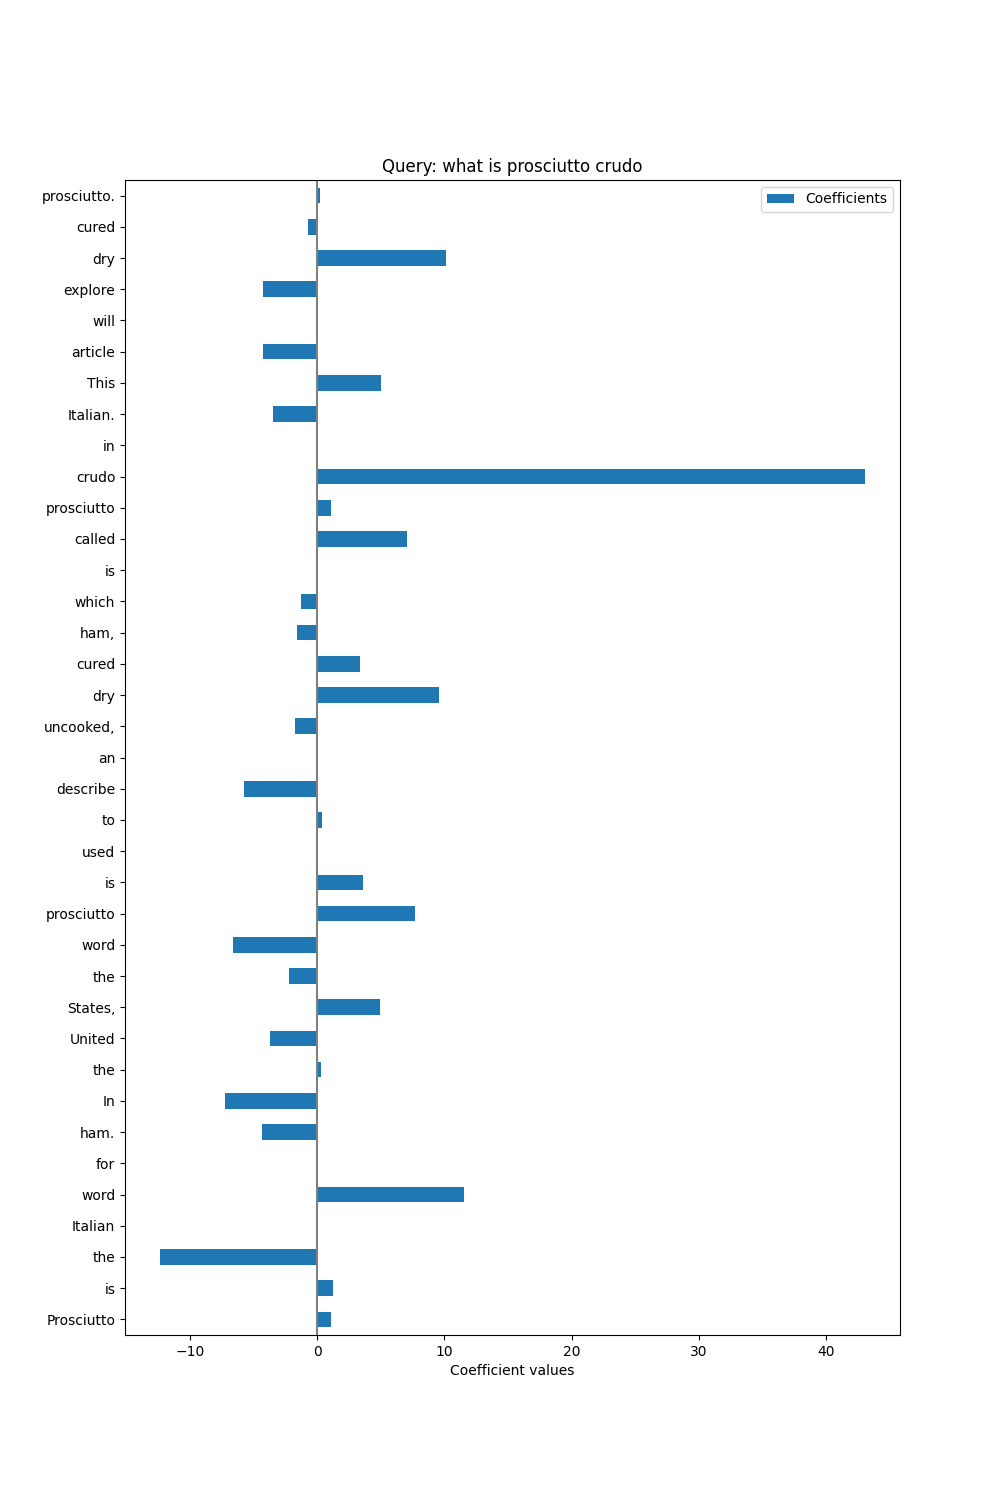 Query: what is prosciutto crudo
Coefficients
prosciutto.
cured
dry
explore
will
article
This
Italian.
in
crudo
prosciutto
called
is
which
ham,
cured
dry
uncooked,
an
describe
to
used
is
prosciutto
word
the
States,
United
the
In
ham.
for
word
Italian
the
is
Prosciutto
−10 0 10 20 30 40
Coefficient values